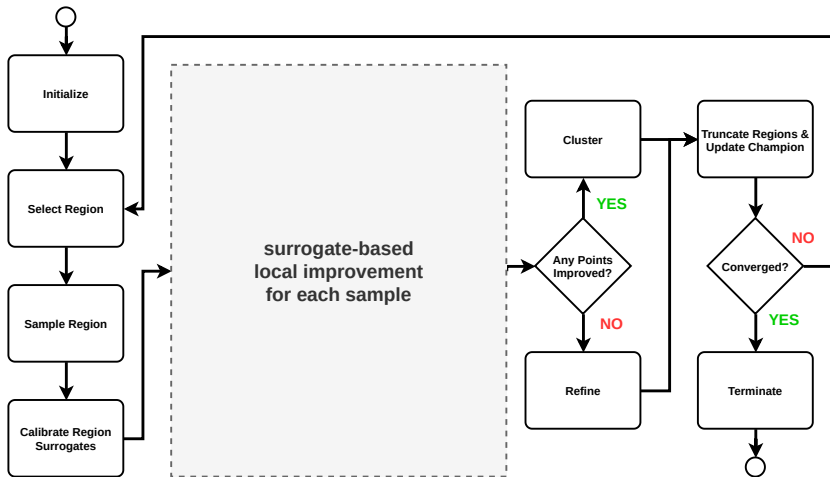 Initialize
Select Region
Sample Region
Calibrate Region
Surrogates
surrogate-based
local improvement
for each sample
Cluster
YES
Any Points
Improved?
NO
Refine
Truncate Regions &
Update Champion
Converged?
NO
YES
Terminate